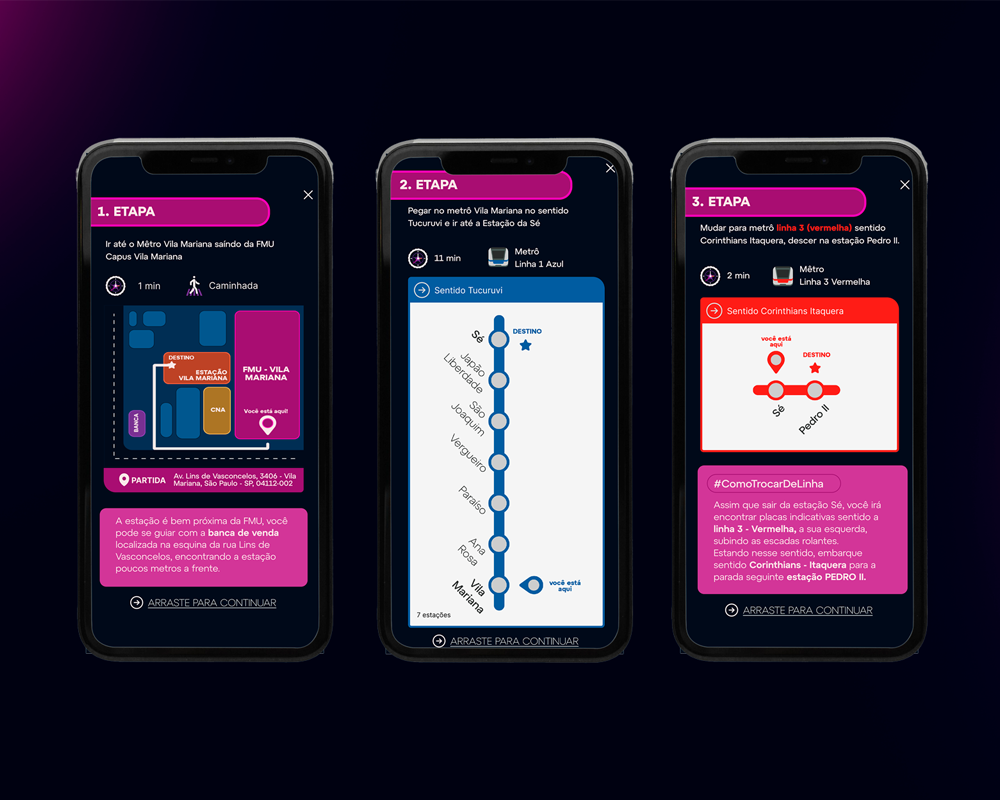 1. ETAPA
Ir até o Mêtro Vila Mariana saíndo da FMU
Capus Vila Mariana
1 min
Caminhada
DESTINO
ESTAÇÃO
VILA MARIANA
FMU - VILA
MARIANA
CNA
BANCA
Você está aqui!
PARTIDA
Av. Lins de Vasconcelos, 3406 - Vila
Mariana, São Paulo - SP, 04112-002
A estação é bem próxima da FMU, você
pode se guiar com a banca de venda
localizada na esquina da rua Lins de
Vasconcelos, encontrando a estação
poucos metros a frente.
ARRASTE PARA CONTINUAR
2. ETAPA
Pegar no metrô Vila Mariana no sentido
Tucuruvi e ir até a Estação da Sé
11 min
Metrô
Linha 1 Azul
Sentido Tucuruvi
Sé
DESTINO
Japão
Liberdade
São
Joaquim
Vergueiro
Paraíso
Ana
Rosa
Vila
Mariana
você está
aqui
7 estações
ARRASTE PARA CONTINUAR
3. ETAPA
Mudar para metrô linha 3 (vermelha) sentido
Corinthians Itaquera, descer na estação Pedro II.
2 min
Mêtro
Linha 3 Vermelha
Sentido Corinthians Itaquera
você está
aqui
DESTINO
Sé
Pedro II
#ComoTrocarDeLinha
Assim que sair da estação Sé, você irá
encontrar placas indicativas sentido a
linha 3 - Vermelha, a sua esquerda,
subindo as escadas rolantes.
Estando nesse sentido, embarque
sentido Corinthians - Itaquera para a
parada seguinte estação PEDRO II.
ARRASTE PARA CONTINUAR